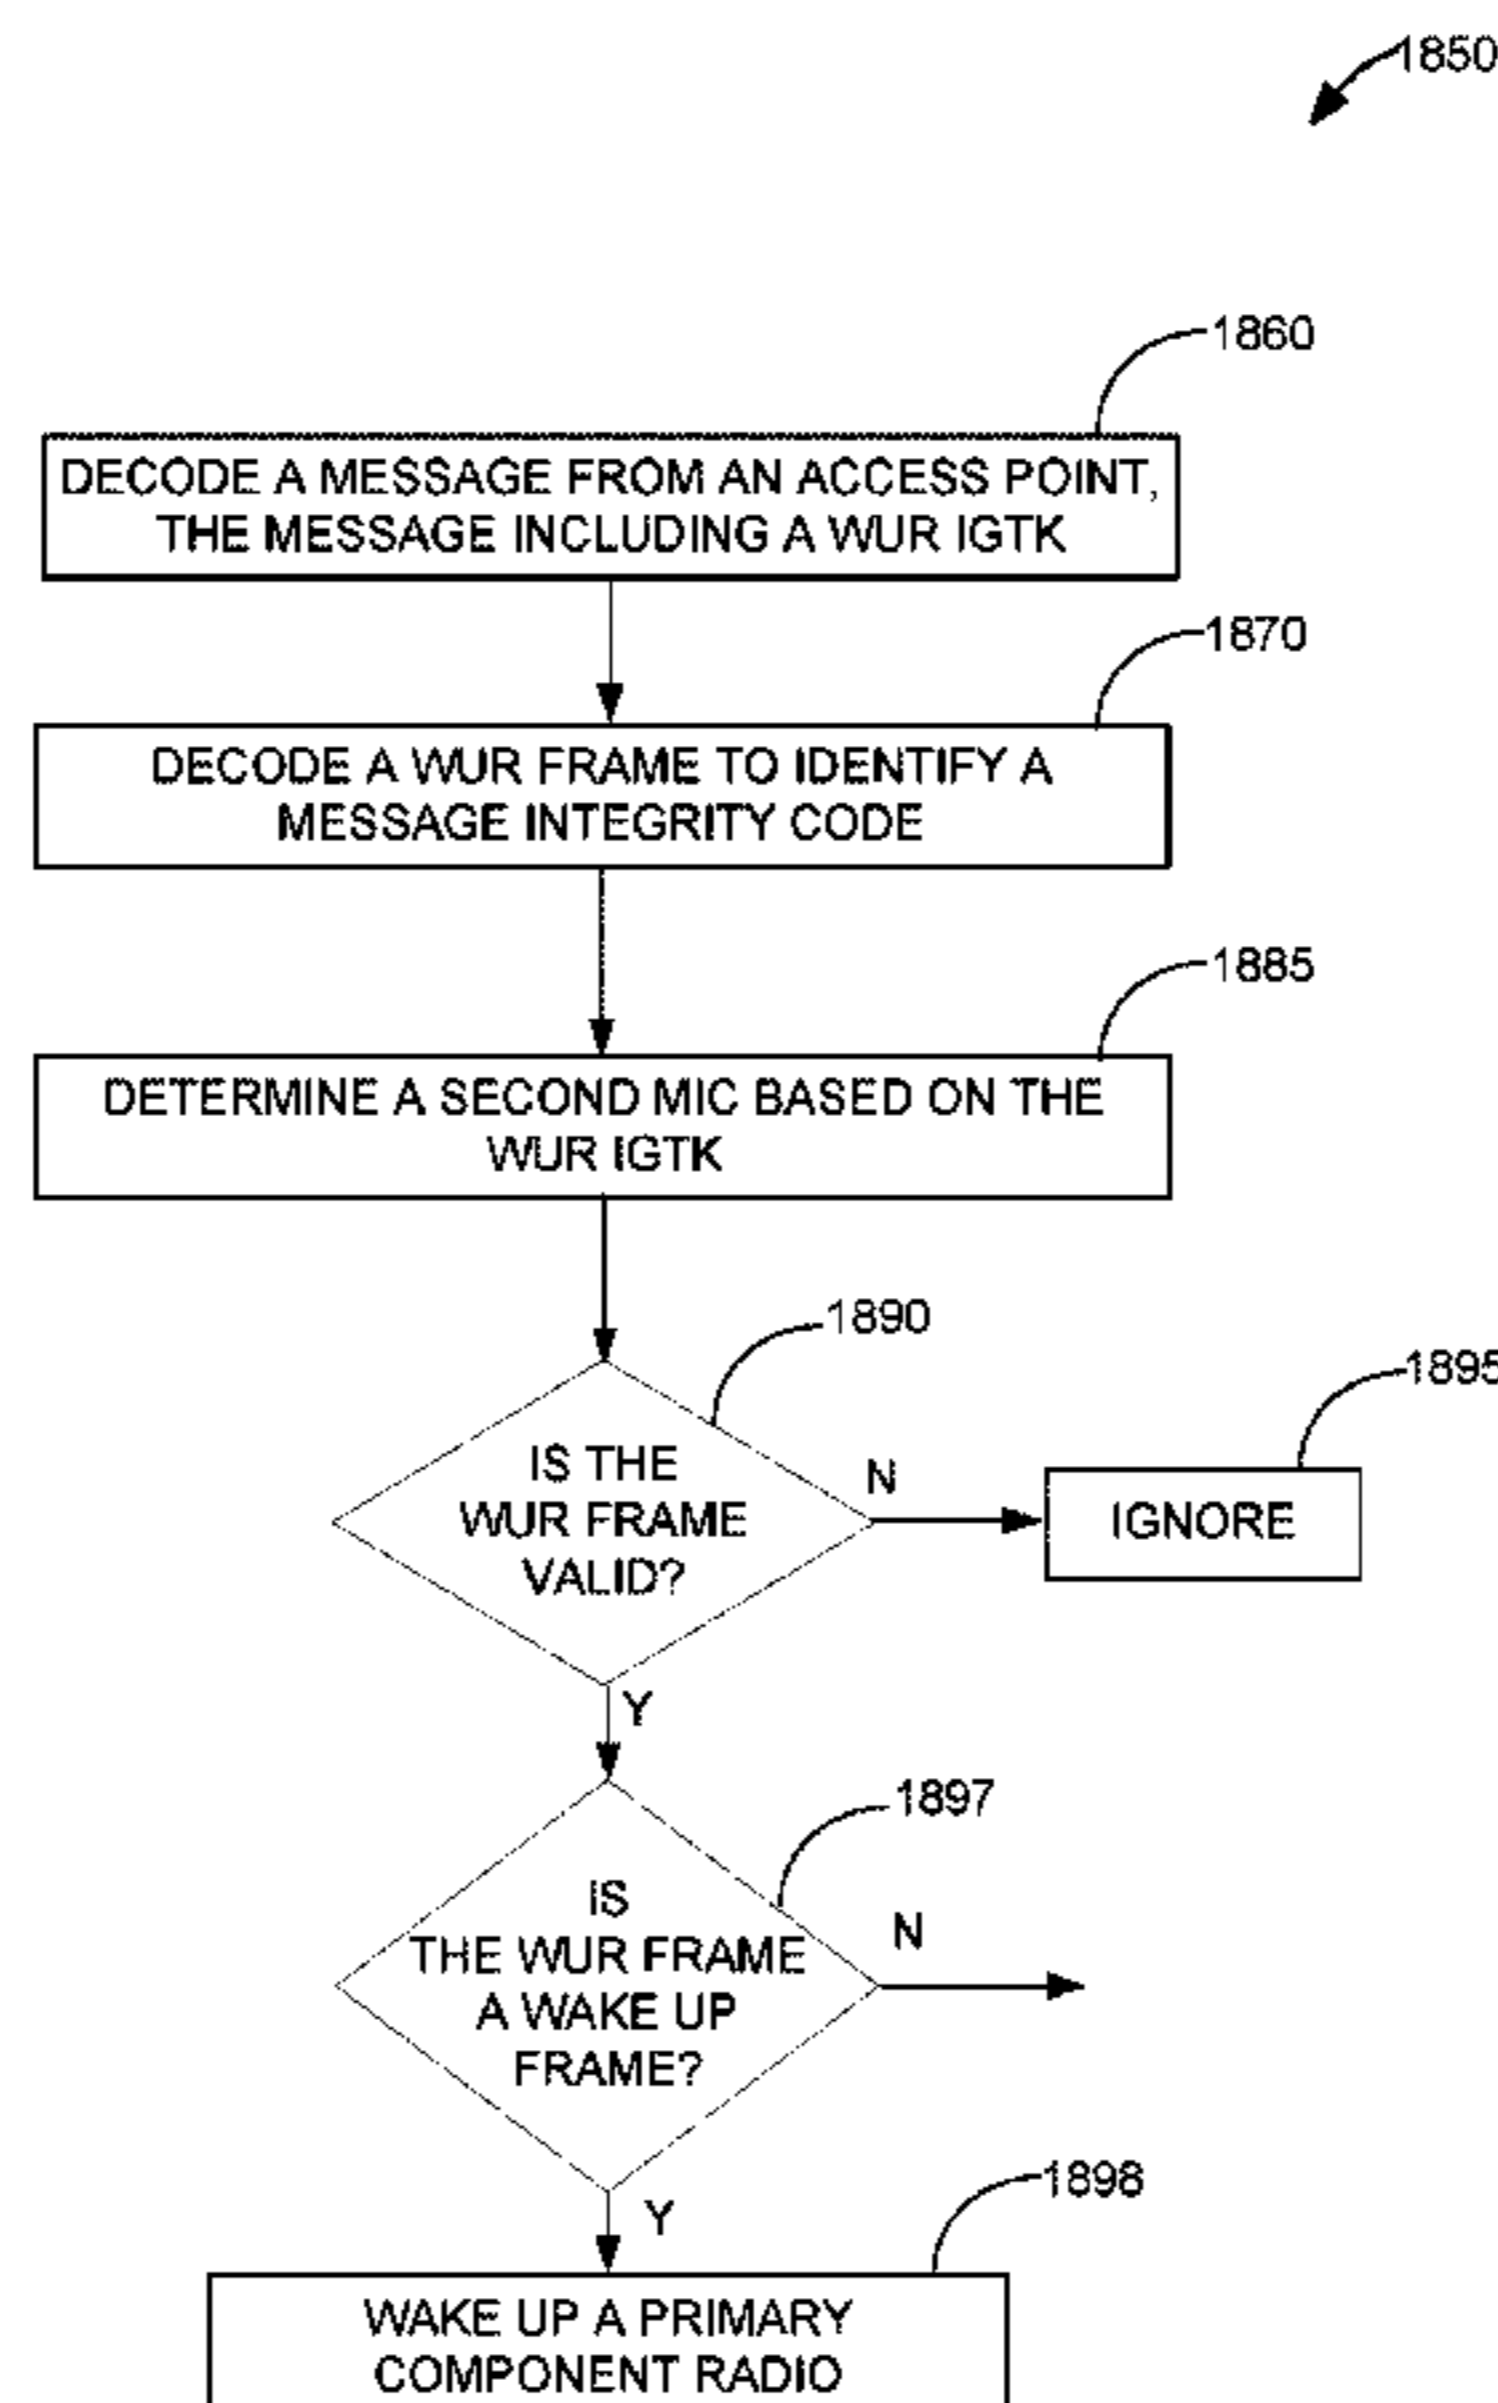 1850
1860
DECODE A MESSAGE FROM AN ACCESS POINT,
THE MESSAGE INCLUDING A WUR IGTK
1870
DECODE A WUR FRAME TO IDENTIFY A
MESSAGE INTEGRITY CODE
1885
DETERMINE A SECOND MIC BASED ON THE
WUR IGTK
1890
1895
IS THE
WUR FRAME
VALID?
N
IGNORE
Y
1897
IS
THE WUR FRAME
A WAKE UP
FRAME?
N
1898
Y
WAKE UP A PRIMARY
COMPONENT RADIO